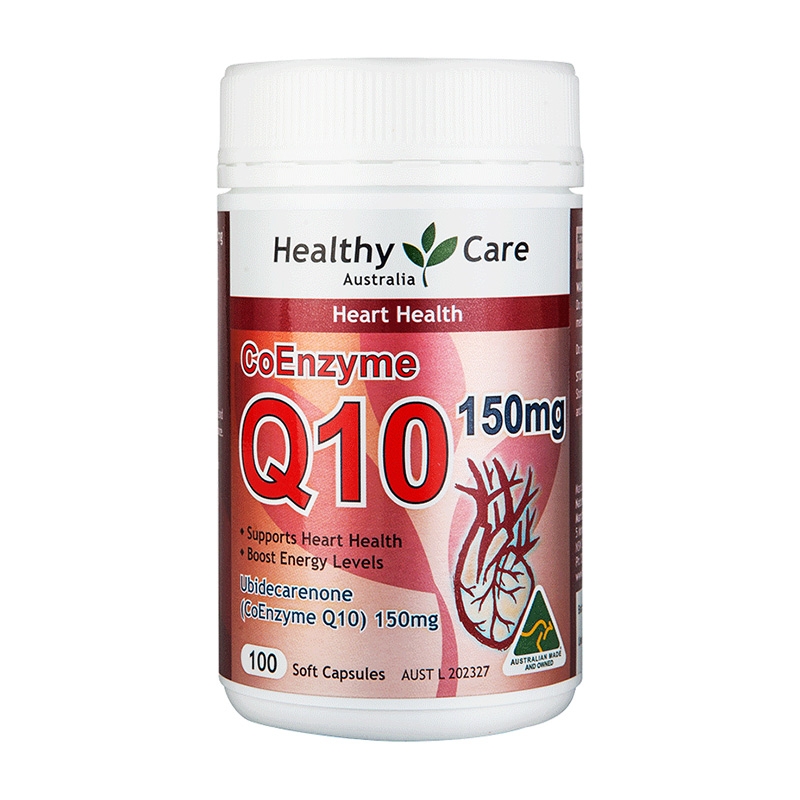 Healthy Care
Australia
Heart Health
CoEnzyme
Q10 150mg
• Supports Heart Health
• Boost Energy Levels
Ubidecarenone
(CoEnzyme Q10) 150mg
100 Soft Capsules AUST L 202327
AUSTRALIAN MADE
AND OWNED